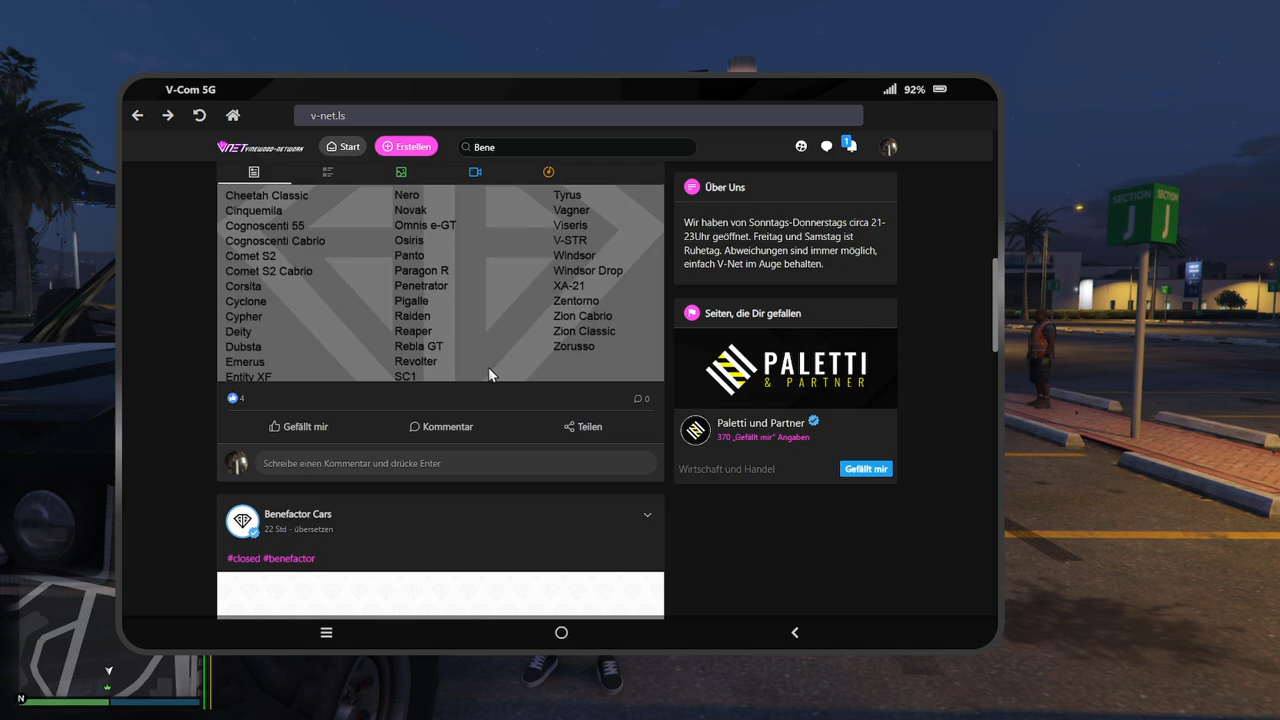 V-Com 5G
92%
v-net.ls
VNET VINEWOOD-NETWORK
Start
Erstellen
Bene
1
Cheetah Classic
Cinquemila
Cognoscenti 55
Cognoscenti Cabrio
Comet S2
Comet S2 Cabrio
Corsita
Cyclone
Cypher
Deity
Dubsta
Emerus
Entity XF
Nero
Novak
Omnis e-GT
Osiris
Panto
Paragon R
Penetrator
Pigalle
Raiden
Reaper
Rebla GT
Revolter
SC1
Tyrus
Vagner
Viseris
V-STR
Windsor
Windsor Drop
XA-21
Zentorno
Zion Cabrio
Zion Classic
Zorusso
4
0
Gefällt mir
Kommentar
Teilen
Schreibe einen Kommentar und drücke Enter
Benefactor Cars
22 Std - übersetzen
#closed #benefactor
Über Uns
Wir haben von Sonntags-Donnerstags circa 21-
23Uhr geöffnet. Freitag und Samstag ist
Ruhetag. Abweichungen sind immer möglich,
einfach V-Net im Auge behalten.
Seiten, die Dir gefallen
PALETTI
& PARTNER
Paletti und Partner
370 „Gefällt mir" Angaben
Wirtschaft und Handel
Gefällt mir
SECTION
J
SECTION
J
N